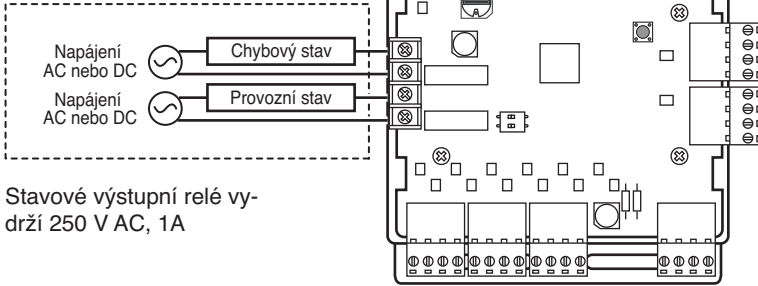 Napájení
AC nebo DC
Chybový stav
Napájení
AC nebo DC
Provozní stav
Stavové výstupní relé vy-
drží 250 V AC, 1A